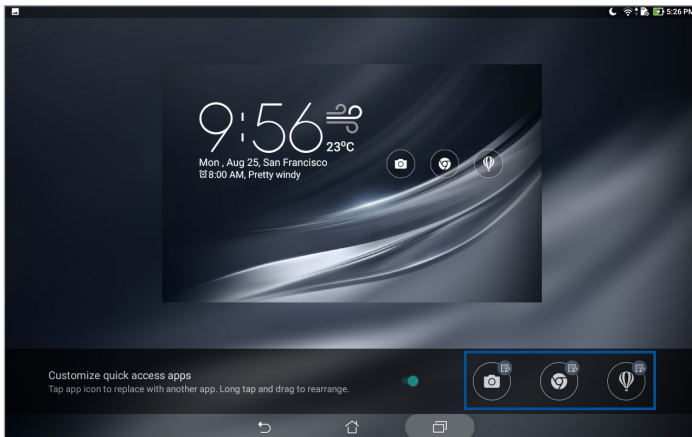 5:26 PM
9:56
23°C
Mon , Aug 25, San Francisco
8:00 AM, Pretty windy
Customize quick access apps
Tap app icon to replace with another app. Long tap and drag to rearrange.